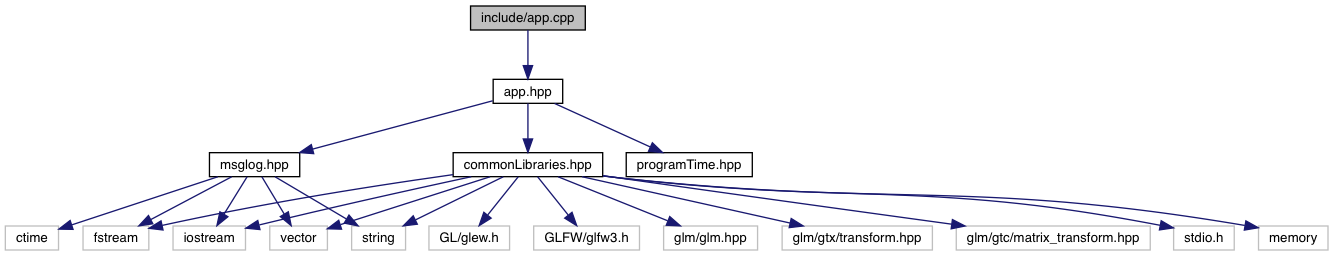 include/app.cpp
app.hpp
msglog.hpp
commonLibraries.hpp
programTime.hpp
ctime
fstream
iostream
vector
string
GL/glew.h
GLFW/glfw3.h
glm/glm.hpp
glm/gtx/transform.hpp
glm/gtc/matrix_transform.hpp
stdio.h
memory